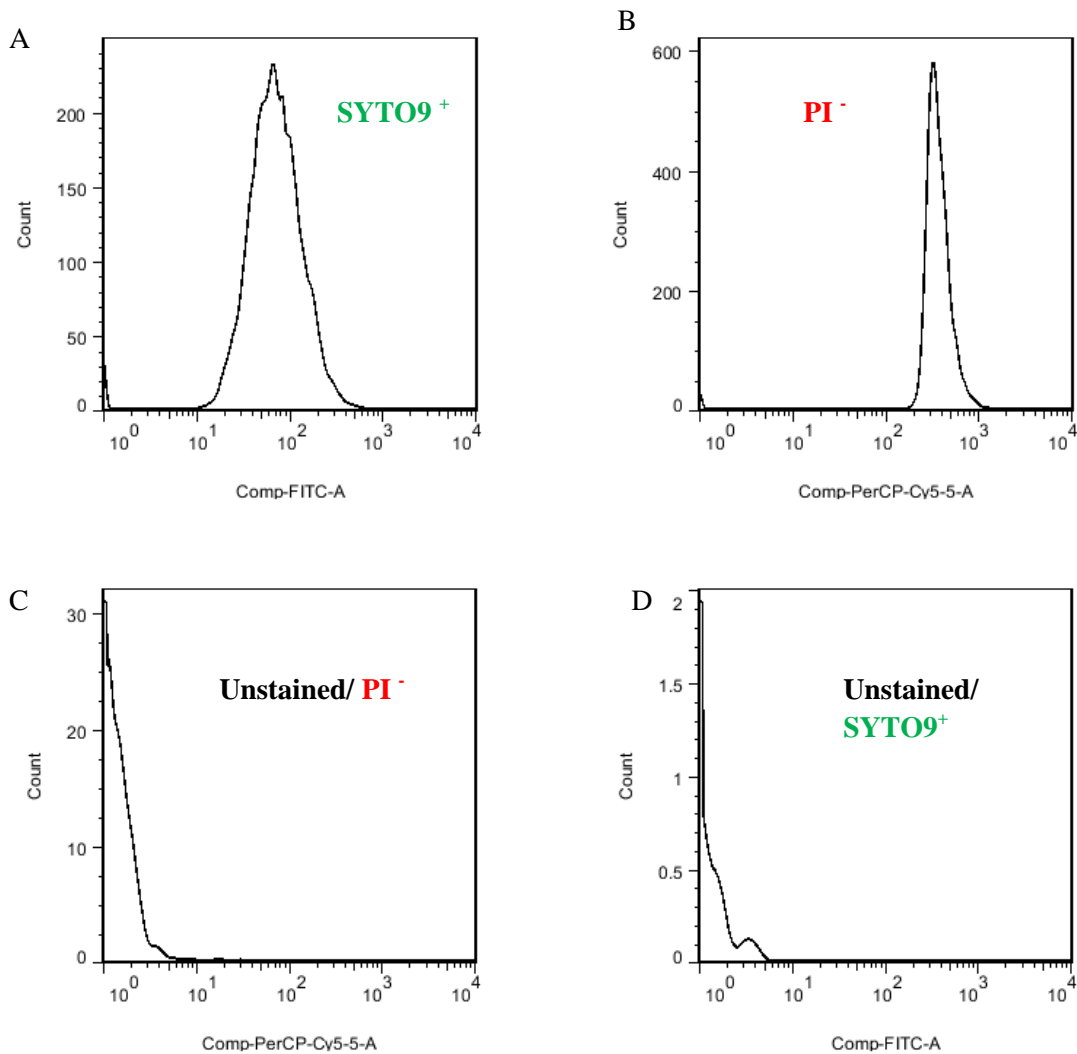 A
SYTO9 +
200
150
100
50
0
Count
10^0 10^1 10^2 10^3 10^4
Comp-FITC-A
B
PI -
600
400
200
0
Count
10^0 10^1 10^2 10^3 10^4
Comp-PerCP-Cy5-5-A
C
Unstained/ PI -
30
20
10
0
Count
10^0 10^1 10^2 10^3 10^4
Comp-PerCP-Cy5-5-A
D
Unstained/
SYTO9+
2
1.5
1
0.5
0
Count
10^0 10^1 10^2 10^3 10^4
Comp-FITC-A